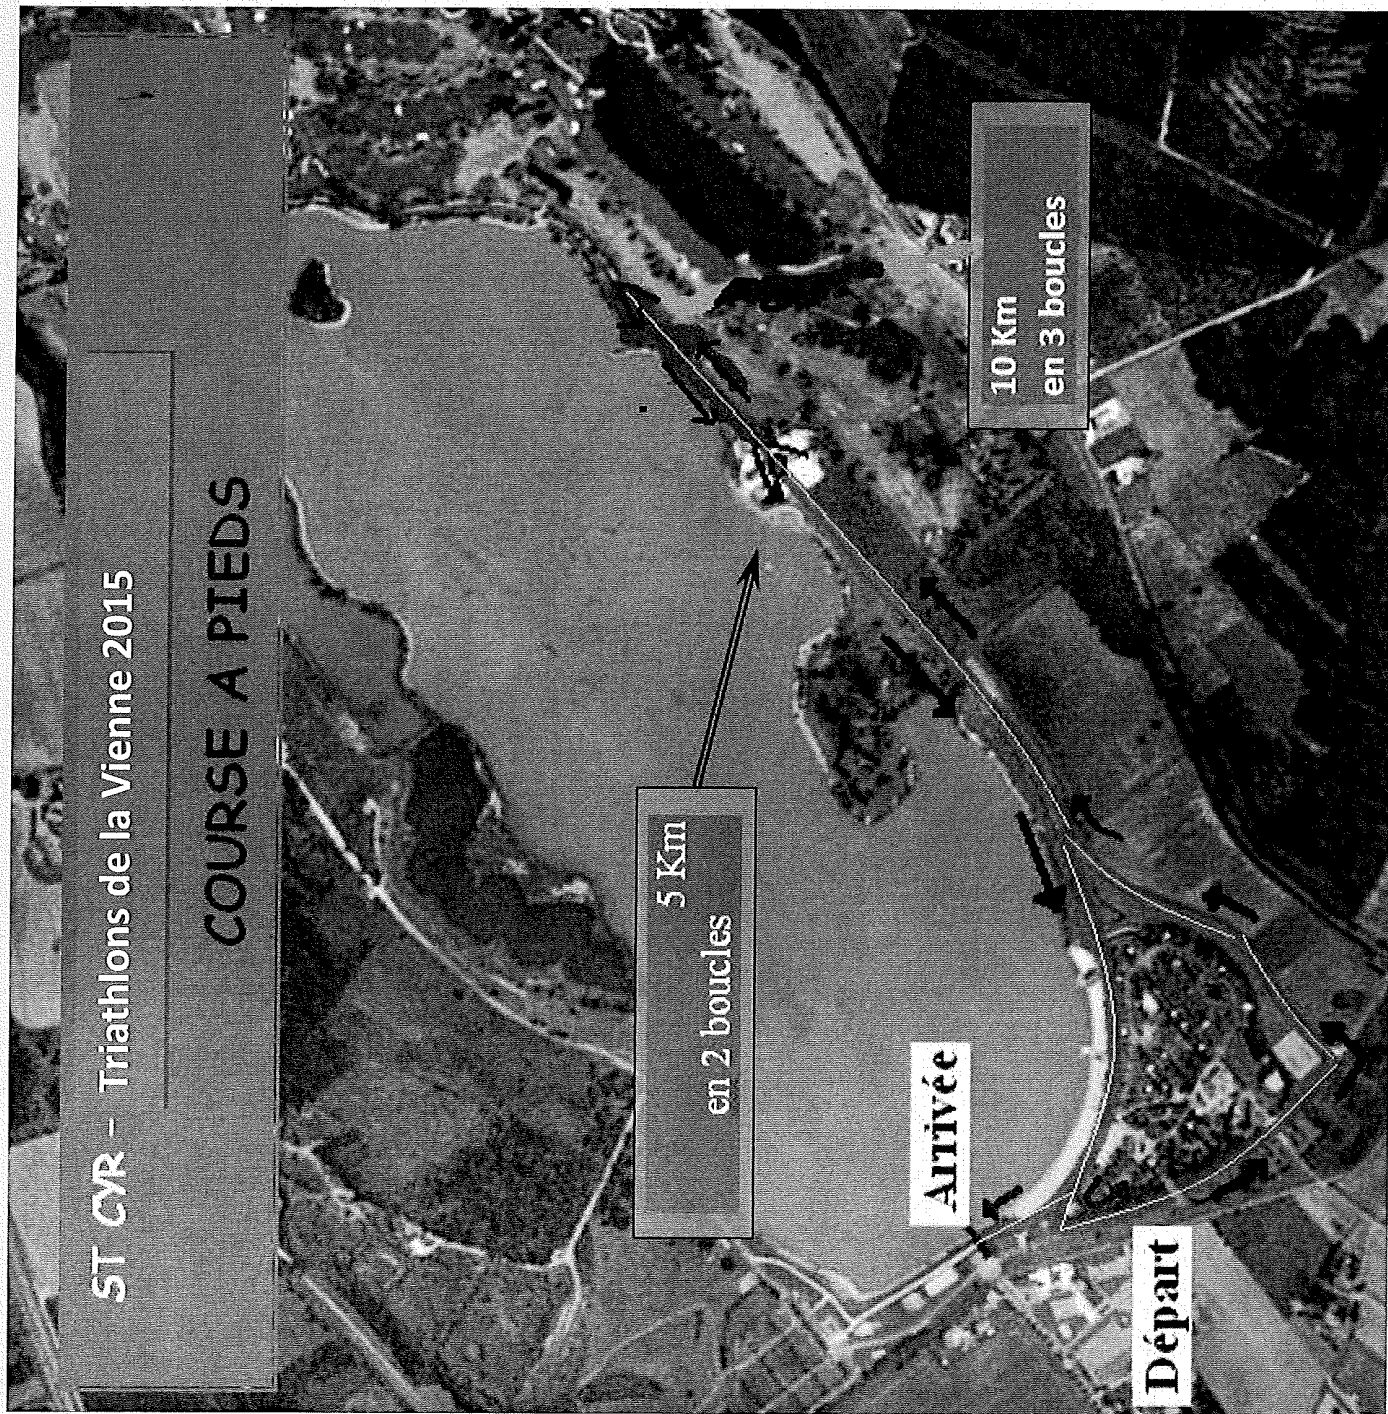 ST CYR – Triathlons de la Vienne 2015
COURSE A PIEDS
5 Km
en 2 boucles
Arrivée
10 Km
en 3 boucles
Départ